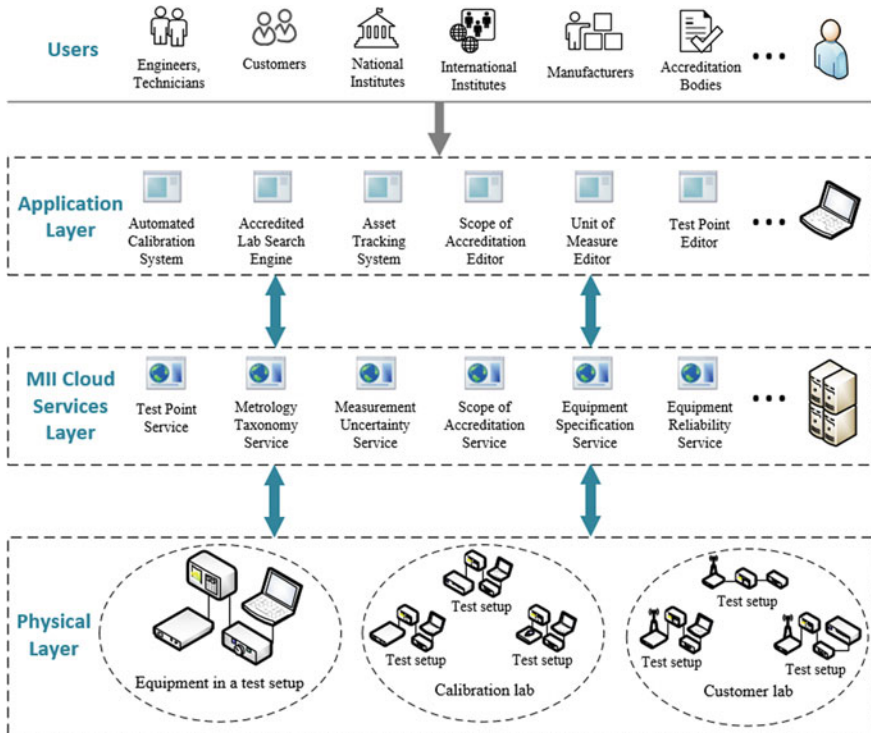 Users
Engineers,
Technicians
Customers
National
Institutes
International
Institutes
Manufacturers
Accreditation
Bodies
Application
Layer
Automated
Calibration
System
Accredited
Lab Search
Engine
Asset
Tracking
System
Scope of
Accreditation
Editor
Unit of
Measure
Editor
Test Point
Editor
MII Cloud
Services
Layer
Test Point
Service
Metrology
Taxonomy
Service
Measurement
Uncertainty
Service
Scope of
Accreditation
Service
Equipment
Specification
Service
Equipment
Reliability
Service
Physical
Layer
Equipment in a test setup
Test setup
Test setup
Test setup
Calibration lab
Test setup
Test setup
Test setup
Customer lab